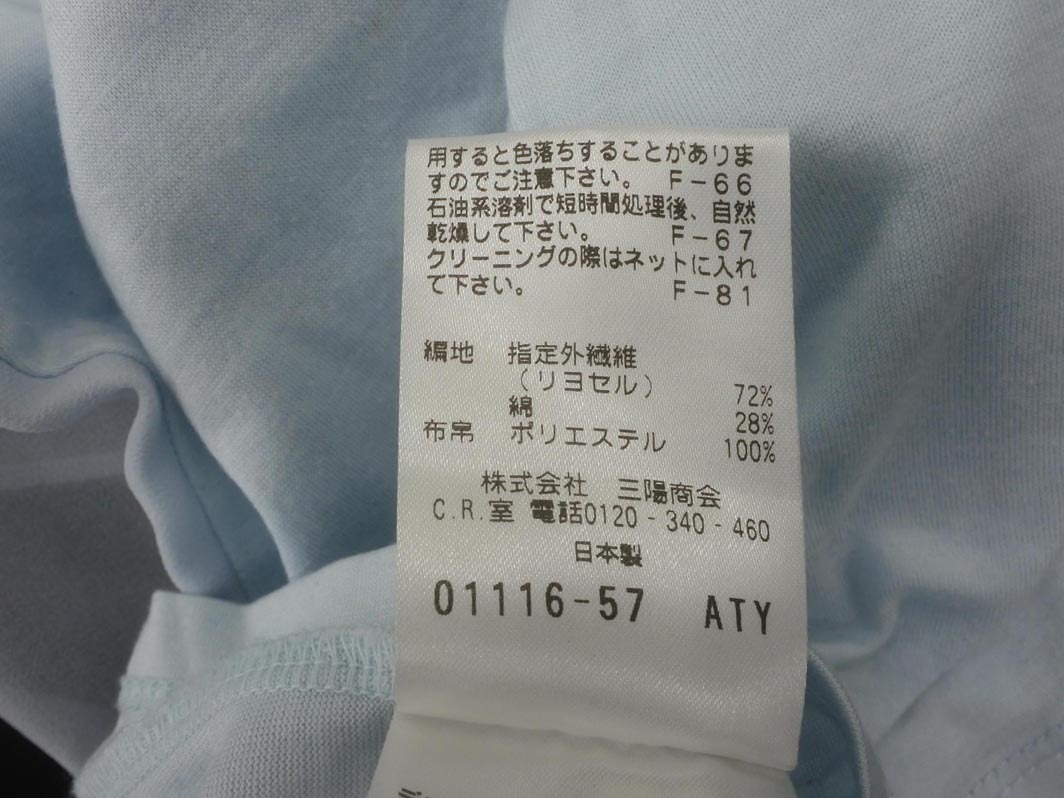 用すると色落ちすることがありま
すのでご注意下さい。 F-66
石油系溶剤で短時間処理後、自然
乾燥して下さい。 F-67
クリーニングの際はネットに入れ
て下さい。 F-81
編地 指定外繊維
(リヨセル) 72%
綿 28%
布帛 ポリエステル 100%
株式会社 三陽商会
C.R.室 電話0120-340-460
日本製
01116-57 ATY